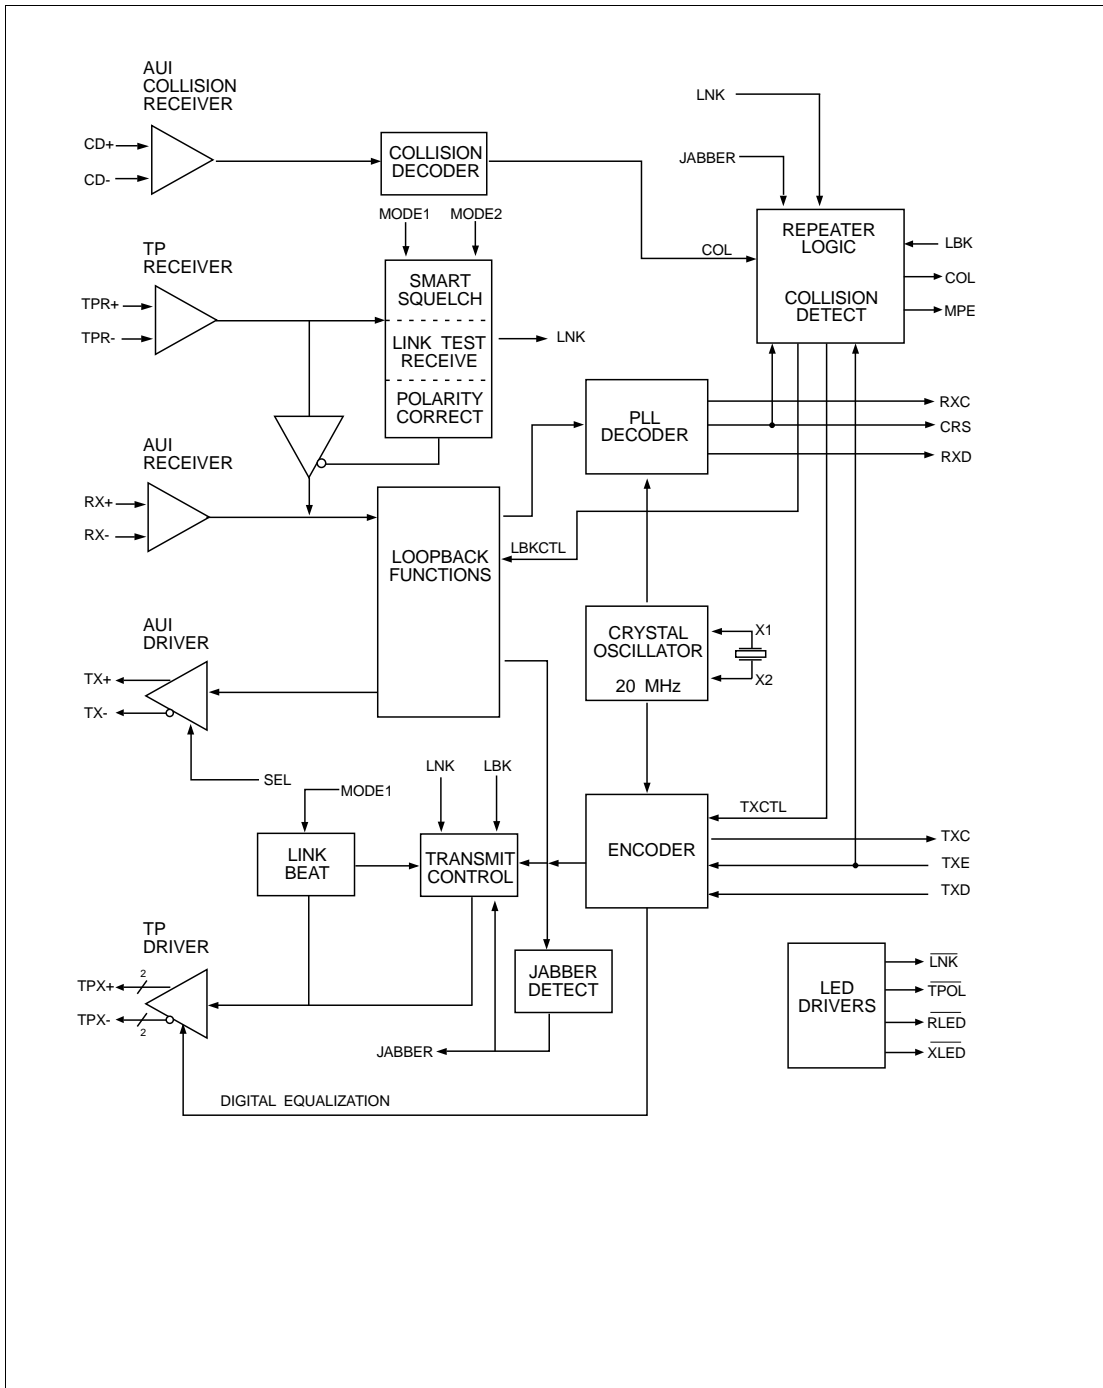 AUI
COLLISION
RECEIVER
LNK
CD+
CD-
COLLISION
DECODER
JABBER
MODE1
MODE2
REPEATER
LOGIC
COLLISION
DETECT
COL
LBK
COL
MPE
TP
RECEIVER
TPR+
TPR-
SMART
SQUELCH
LINK TEST
RECEIVE
POLARITY
CORRECT
LNK
PLL
DECODER
RXC
CRS
RXD
AUI
RECEIVER
RX+
RX-
LOOPBACK
FUNCTIONS
LBKCTL
CRYSTAL
OSCILLATOR
20 MHz
X1
X2
AUI
DRIVER
TX+
TX-
SEL
MODE1
LNK
LBK
LINK
BEAT
TRANSMIT
CONTROL
ENCODER
TXCTL
TXC
TXE
TXD
TP
DRIVER
TPX+
2
TPX-
2
JABBER
DETECT
JABBER
DIGITAL EQUALIZATION
LED
DRIVERS
LNK
TPOL
RLED
XLED